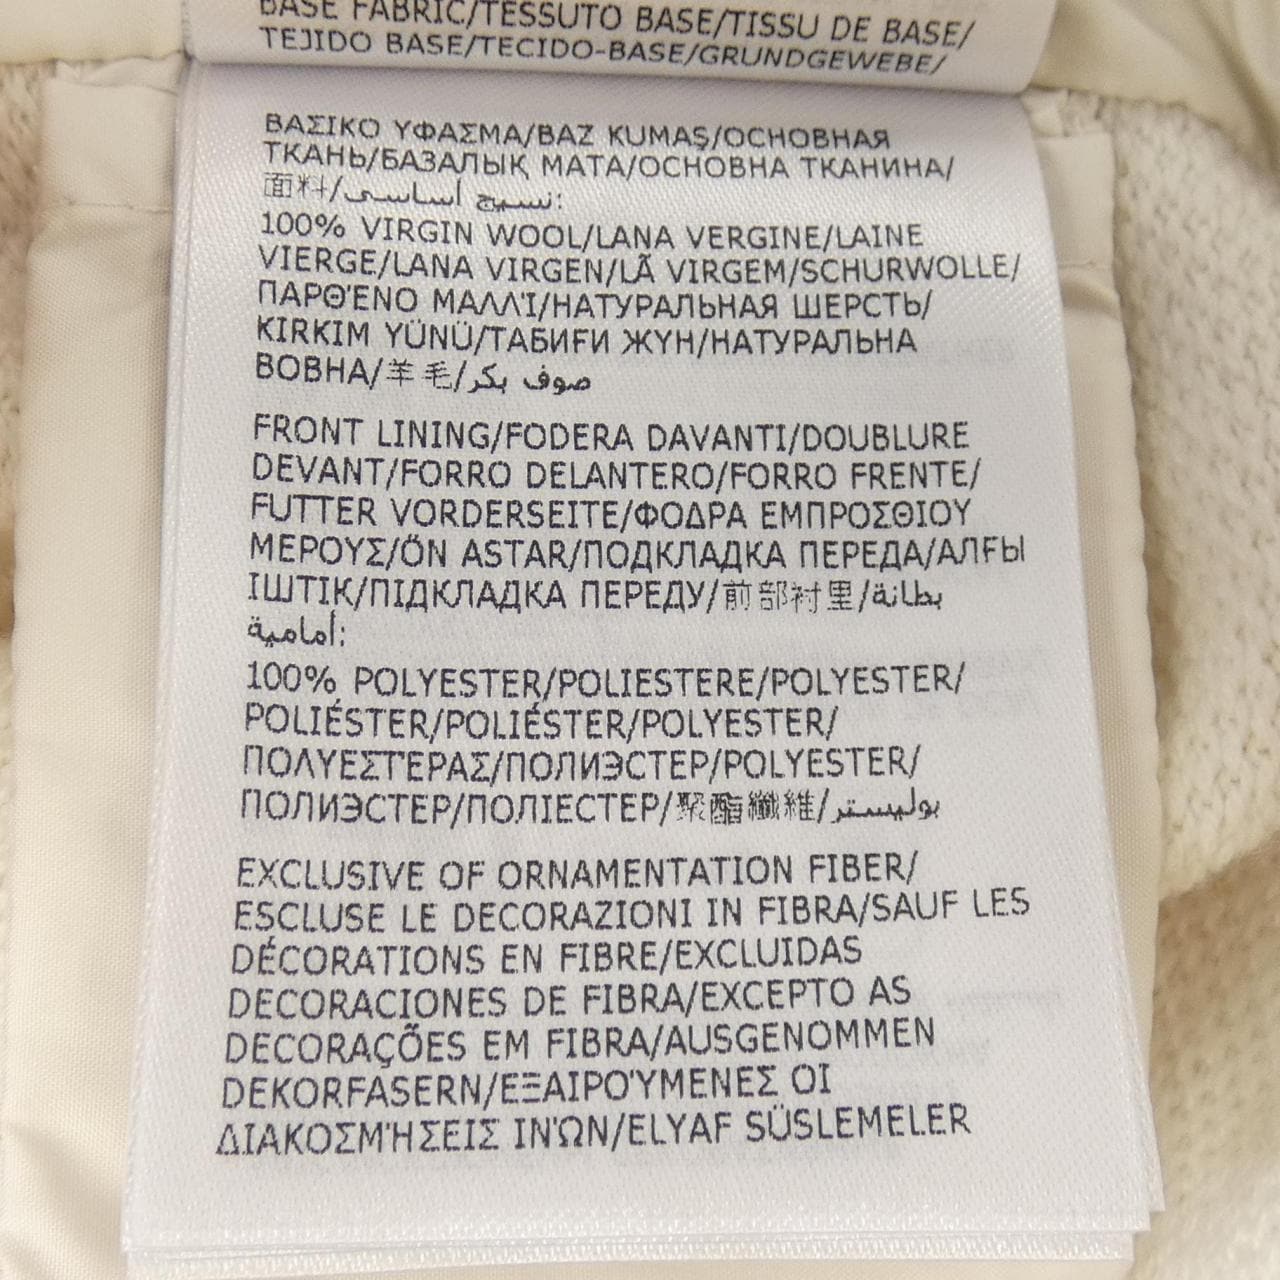 BASE FABRIC/TESSUTO BASE/TISSU DE BASE/
TEJIDO BASE/TECIDO-BASE/GRUNDGEWEBE/
ΒΑΣΙΚΟ ΥΦΑΣΜΑ/BAZ KUMAŞ/ОСНОВНАЯ
ТКАНЬ/БАЗАЛЫҚ МАТА/ОСНОВНА ТКАНИНА/
面料/نسيج أساسي:
100% VIRGIN WOOL/LANA VERGINE/LAINE
VIERGE/LANA VIRGEN/LÃ VIRGEM/SCHURWOLLE/
ΠΑΡΘΈΝΟ ΜΑΛΛΊ/НАТУРАЛЬНАЯ ШЕРСТЬ/
KIRKIM YÜNÜ/ТАБИҒИ ЖҮН/НАТУРАЛЬНА
ВОВНА/羊毛/صوف بكر
FRONT LINING/FODERA DAVANTI/DOUBLURE
DEVANT/FORRO DELANTERO/FORRO FRENTE/
FUTTER VORDERSEITE/ΦΟΔΡΑ ΕΜΠΡΟΣΘΙΟΥ
ΜΕΡΟΥΣ/ÖN ASTAR/ПОДКЛАДКА ПЕРЕДА/АЛҒЫ
ІШТІК/ПІДКЛАДКА ПЕРЕДУ/前部衬里/بطانة
أمامية:
100% POLYESTER/POLIESTERE/POLYESTER/
POLIÉSTER/POLIÉSTER/POLYESTER/
ΠΟΛΥΕΣΤΈΡΑΣ/ПОЛИЭСТЕР/POLYESTER/
ПОЛИЭСТЕР/ПОЛІЕСТЕР/聚酯纖維/بوليستر
EXCLUSIVE OF ORNAMENTATION FIBER/
ESCLUSE LE DECORAZIONI IN FIBRA/SAUF LES
DÉCORATIONS EN FIBRE/EXCLUIDAS
DECORACIONES DE FIBRA/EXCEPTO AS
DECORAÇÕES EM FIBRA/AUSGENOMMEN
DEKORFASERN/ΕΞΑΙΡΟΎΜΕΝΕΣ ΟΙ
ΔΙΑΚΟΣΜΉΣΕΙΣ ΙΝΏΝ/ELYAF SÜSLEMELER